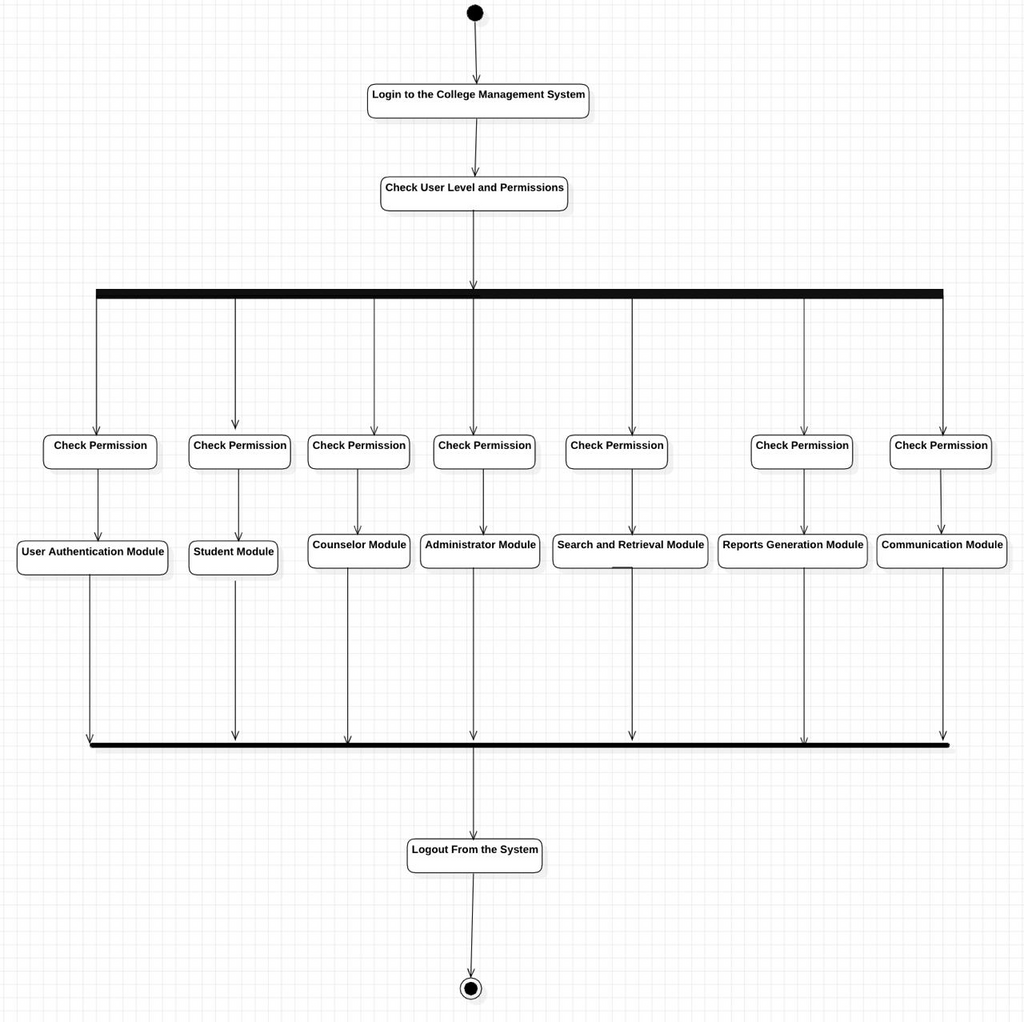 Login to the College Management System
Check User Level and Permissions
Check Permission
Check Permission
Check Permission
Check Permission
Check Permission
Check Permission
Check Permission
User Authentication Module
Student Module
Counselor Module
Administrator Module
Search and Retrieval Module
Reports Generation Module
Communication Module
Logout From the System